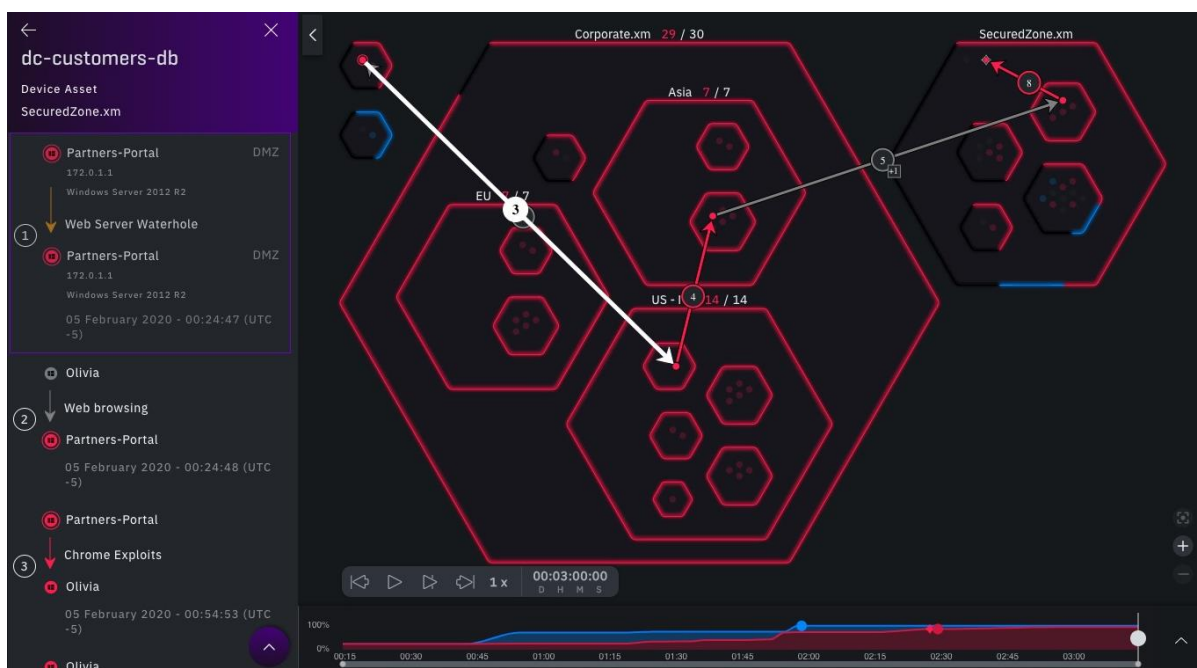 dc-customers-db
Device Asset
SecuredZone.xm
Partners-Portal DMZ
172.0.1.1
Windows Server 2012 R2
1 Web Server Waterhole
Partners-Portal DMZ
172.0.1.1
Windows Server 2012 R2
05 February 2020 - 00:24:47 (UTC
-5)
Olivia
2 Web browsing
Partners-Portal
05 February 2020 - 00:24:48 (UTC
-5)
Partners-Portal
3 Chrome Exploits
Olivia
05 February 2020 - 00:54:53 (UTC
-5)
Olivia
Corporate.xm 29 / 30
SecuredZone.xm
8
Asia 7 / 7
5
+1
EU 7 / 7
3
US - 14 / 14
4
1 x 00:03:00:00
D H M S
100%
0%
00:15 00:30 00:45 01:00 01:15 01:30 01:45 02:00 02:15 02:30 02:45 03:00